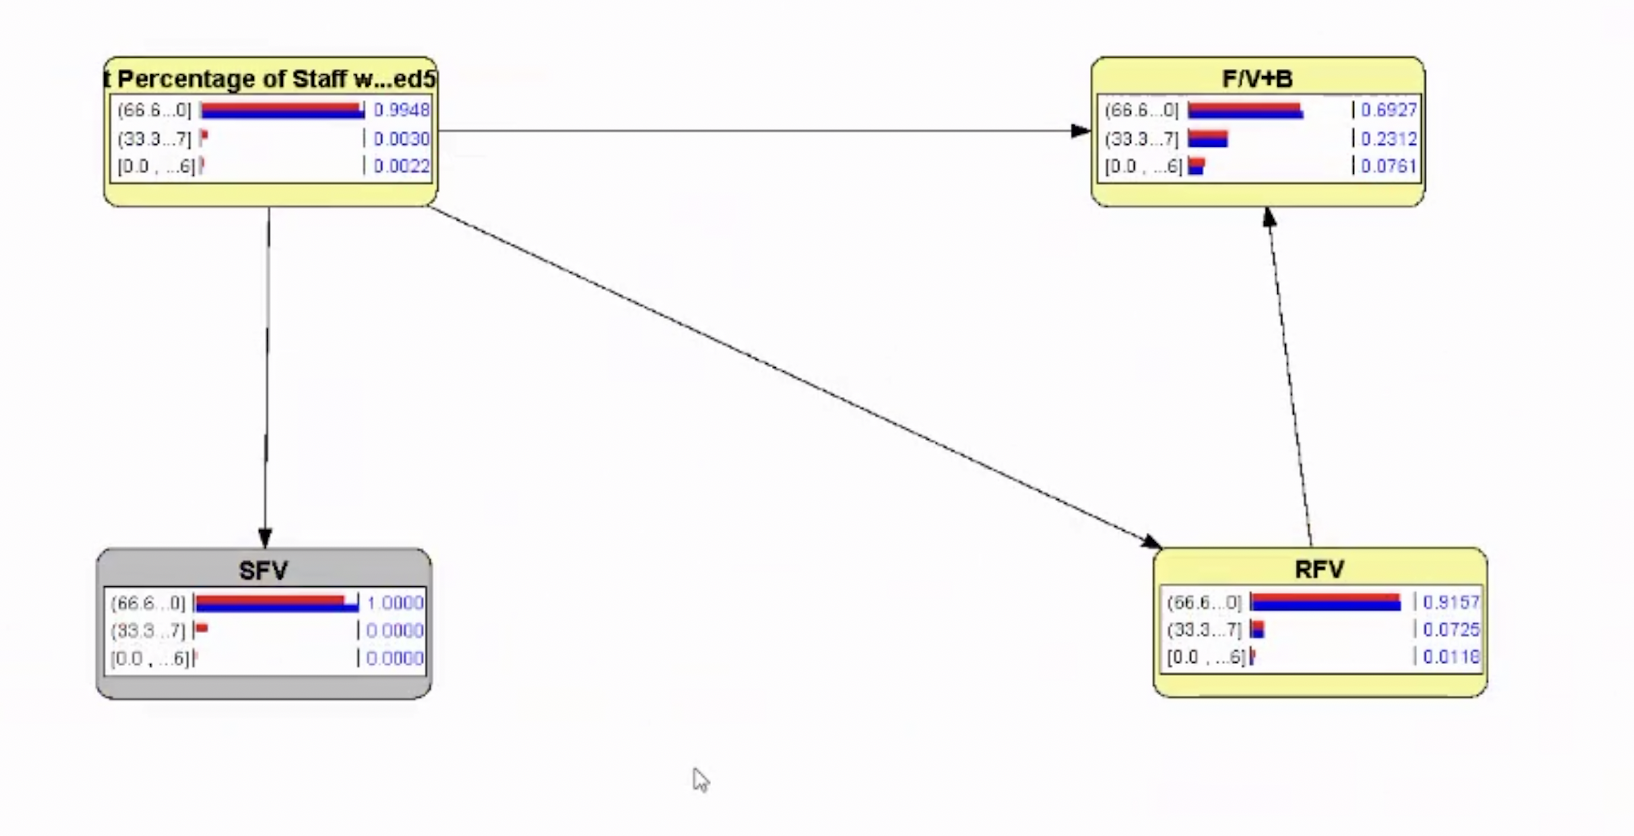 t Percentage of Staff w...ed5
(66.6...0] 0.9948
(33.3...7] 0.0030
[0.0 , ...6] 0.0022
F/V+B
(66.6...0] 0.6927
(33.3...7] 0.2312
[0.0 , ...6] 0.0761
SFV
(66.6...0] 1.0000
(33.3...7] 0.0000
[0.0 , ...6] 0.0000
RFV
(66.6...0] 0.9157
(33.3...7] 0.0725
[0.0 , ...6] 0.0118